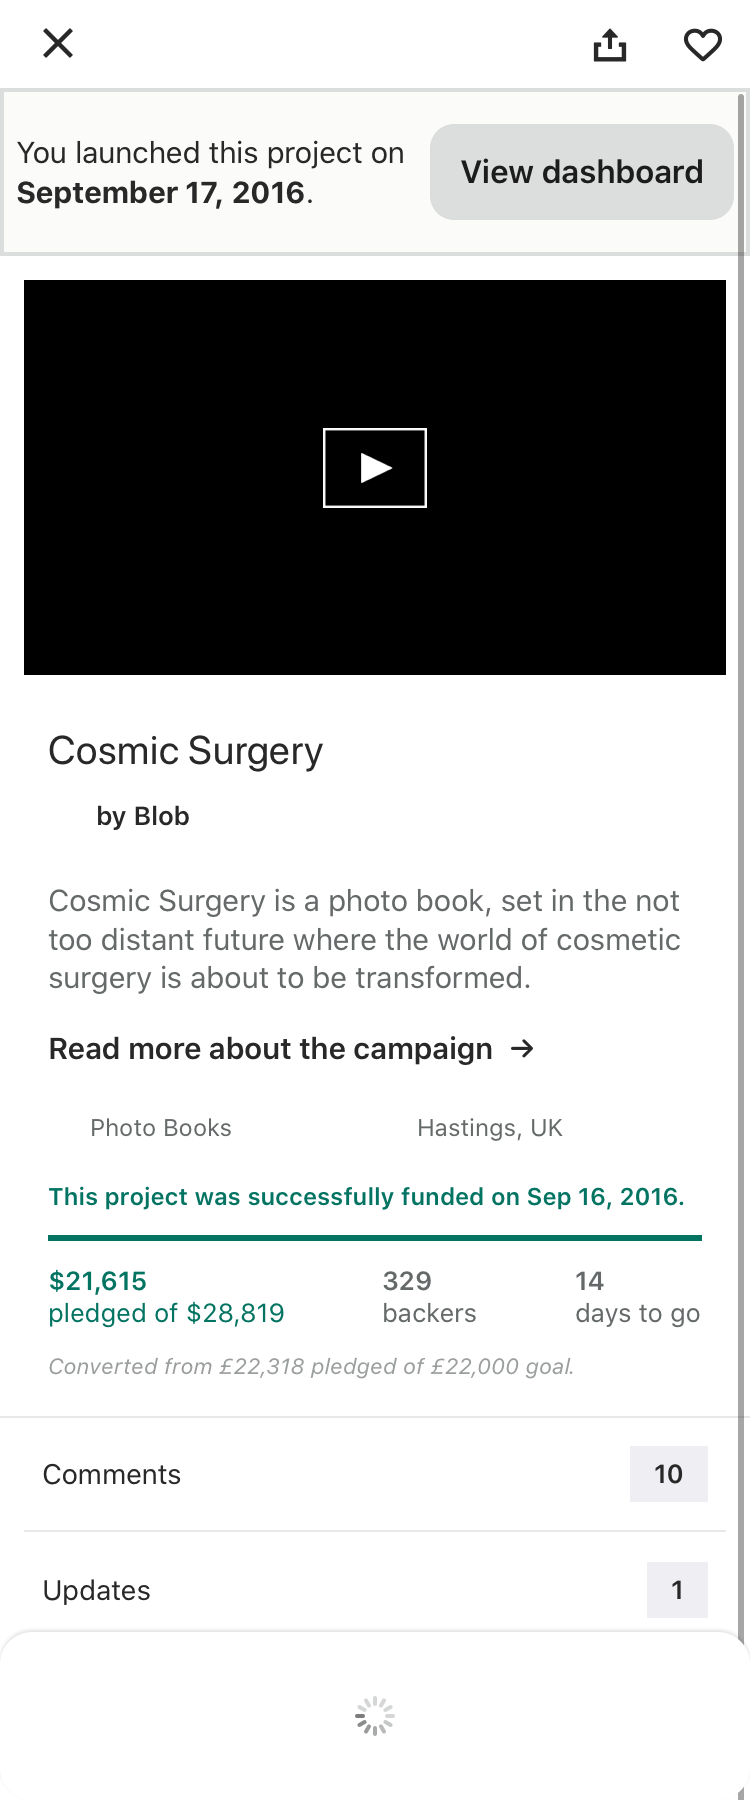 You launched this project on
September 17, 2016.
View dashboard
Cosmic Surgery
by Blob
Cosmic Surgery is a photo book, set in the not
too distant future where the world of cosmetic
surgery is about to be transformed.
Read more about the campaign →
Photo Books
Hastings, UK
This project was successfully funded on Sep 16, 2016.
$21,615
pledged of $28,819
329
backers
14
days to go
Converted from £22,318 pledged of £22,000 goal.
Comments
10
Updates
1